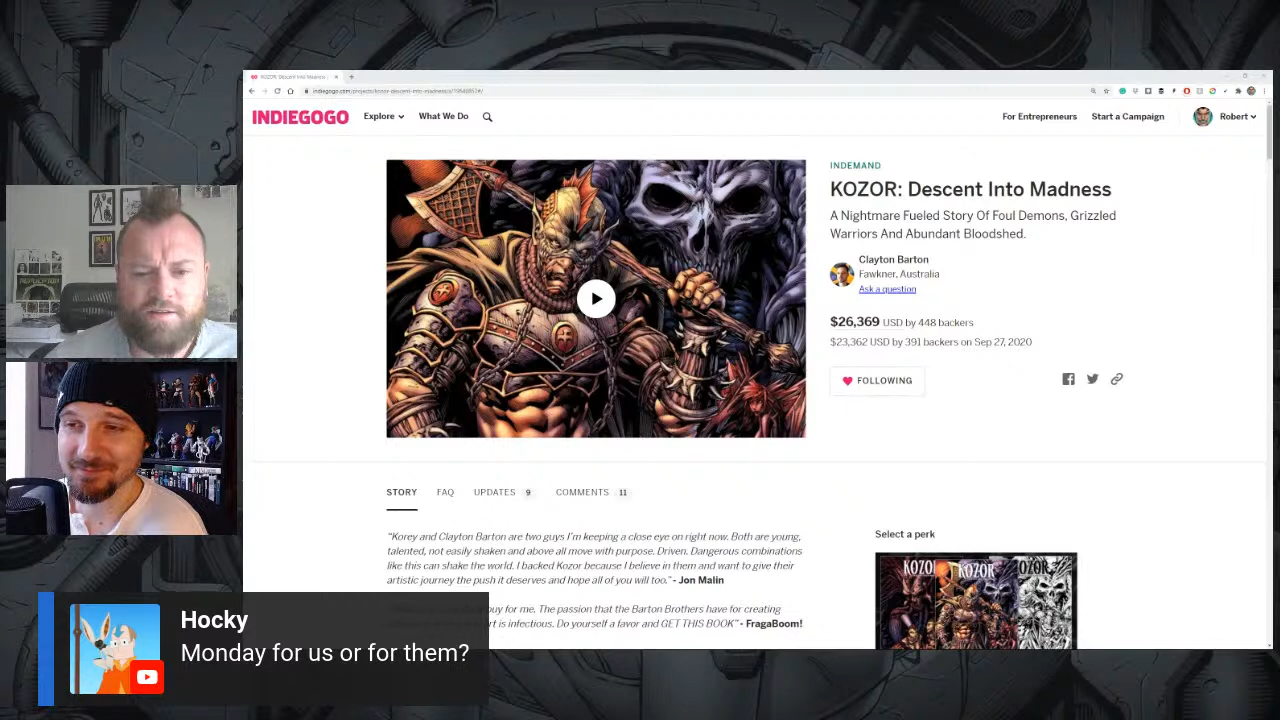 KOZOR: Descent Into Madness
INDIEGOGO
Explore
What We Do
For Entrepreneurs
Start a Campaign
Robert
INDEMAND
KOZOR: Descent Into Madness
A Nightmare Fueled Story Of Foul Demons, Grizzled
Warriors And Abundant Bloodshed.
Clayton Barton
Fawkner, Australia
Ask a question
$26,369 USD by 448 backers
$23,362 USD by 391 backers on Sep 27, 2020
FOLLOWING
STORY
FAQ
UPDATES 9
COMMENTS 11
"Korey and Clayton Barton are two guys I'm keeping a close eye on right now. Both are young,
talented, not easily shaken and above all move with purpose. Driven. Dangerous combinations
like this can shake the world. I backed Kozor because I believe in them and want to give their
artistic journey the push it deserves and hope all of you will too." - Jon Malin
buy for me. The passion that the Barton Brothers have for creating
art is infectious. Do yourself a favor and GET THIS BOOK" - FragaBoom!
Select a perk
KOZOR
Hocky
Monday for us or for them?